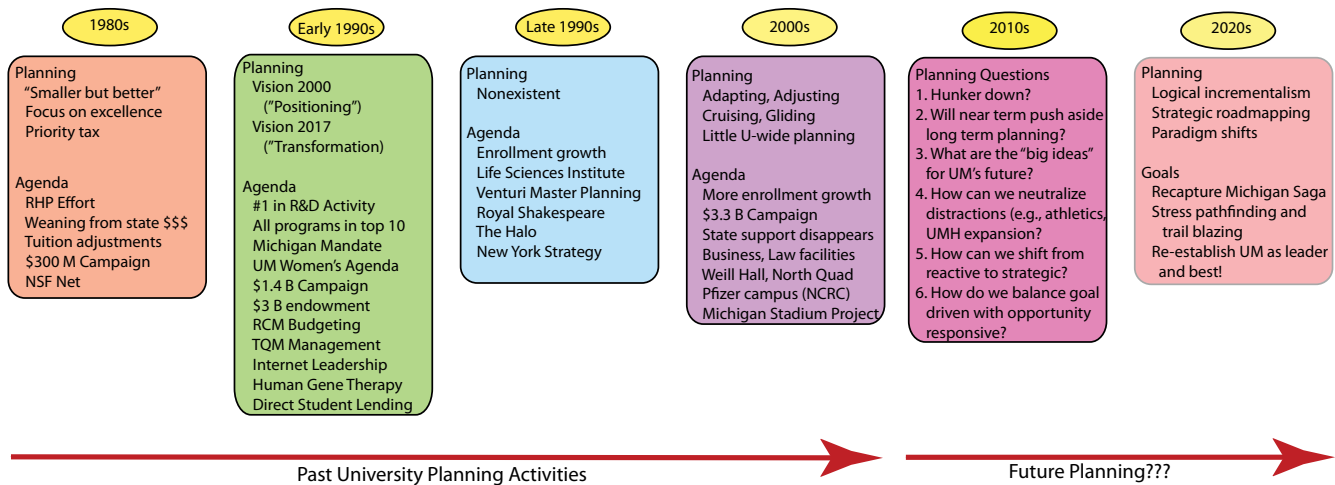 1980s
Planning
"Smaller but better"
Focus on excellence
Priority tax
Agenda
RHP Effort
Weaning from state $$$
Tuition adjustments
$300 M Campaign
NSF Net
Early 1990s
Planning
Vision 2000
("Positioning")
Vision 2017
("Transformation)
Agenda
#1 in R&D Activity
All programs in top 10
Michigan Mandate
UM Women's Agenda
$1.4 B Campaign
$3 B endowment
RCM Budgeting
TQM Management
Internet Leadership
Human Gene Therapy
Direct Student Lending
Late 1990s
Planning
Nonexistent
Agenda
Enrollment growth
Life Sciences Institute
Venturi Master Planning
Royal Shakespeare
The Halo
New York Strategy
2000s
Planning
Adapting, Adjusting
Cruising, Gliding
Little U-wide planning
Agenda
More enrollment growth
$3.3 B Campaign
State support disappears
Business, Law facilities
Weill Hall, North Quad
Pfizer campus (NCRC)
Michigan Stadium Project
2010s
Planning Questions
1. Hunker down?
2. Will near term push aside
long term planning?
3. What are the "big ideas"
for UM's future?
4. How can we neutralize
distractions (e.g., athletics,
UMH expansion?
5. How can we shift from
reactive to strategic?
6. How do we balance goal
driven with opportunity
responsive?
2020s
Planning
Logical incrementalism
Strategic roadmapping
Paradigm shifts
Goals
Recapture Michigan Saga
Stress pathfinding and
trail blazing
Re-establish UM as leader
and best!
Past University Planning Activities
Future Planning???